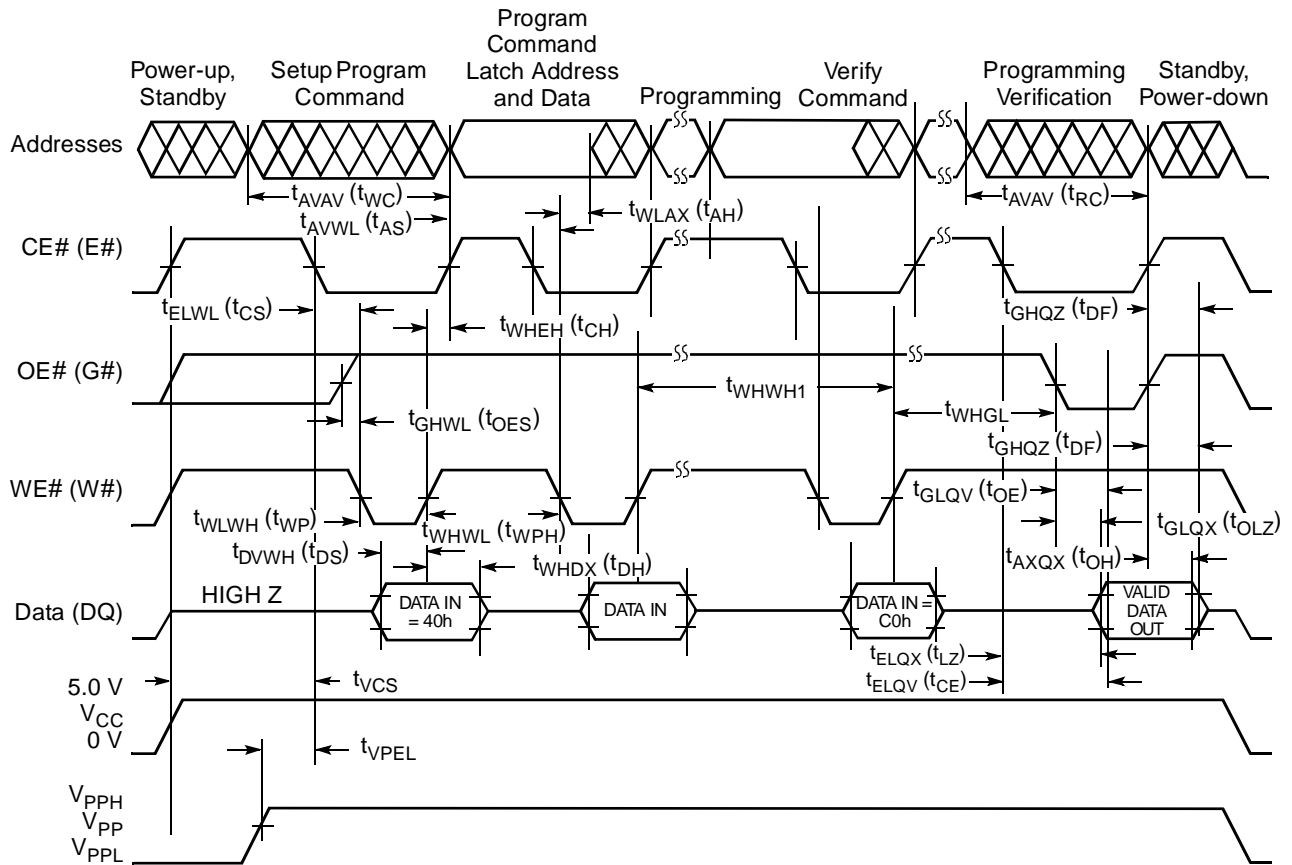 Power-up,
Standby
Setup Program
Command
Program
Command
Latch Address
and Data
Programming
Verify
Command
Programming
Verification
Standby,
Power-down
Addresses
tAVAV (tWC)
tAVWL (tAS)
tWLAX (tAH)
tAVAV (tRC)
CE# (E#)
tELWL (tCS)
tWHEH (tCH)
tGHQZ (tDF)
OE# (G#)
tWHWH1
tGHWL (tOES)
tWHGL
tGHQZ (tDF)
WE# (W#)
tGLQV (tOE)
tWLWH (tWP)
tWHWL (tWPH)
tGLQX (tOLZ)
tDVWH (tDS)
tWHDX (tDH)
tAXQX (tOH)
Data (DQ)
HIGH Z
DATA IN
= 40h
DATA IN
DATA IN =
C0h
VALID
DATA
OUT
tELQX (tLZ)
tELQV (tCE)
5.0 V
VCC
0 V
tVCS
tVPEL
VPPH
VPP
VPPL